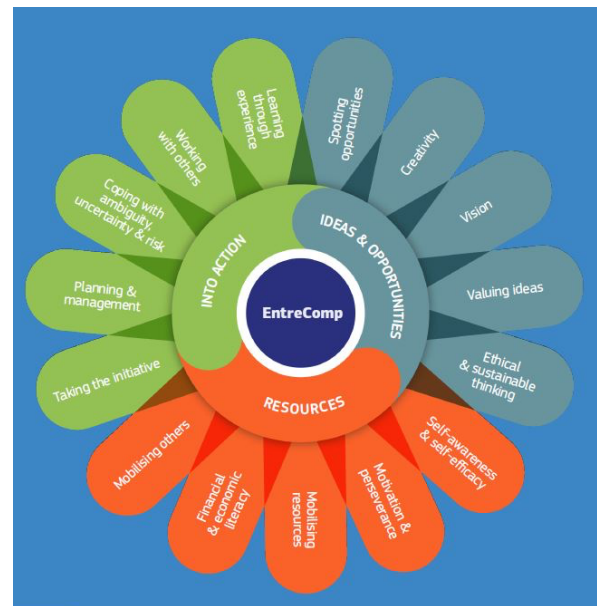 EntreComp
IDEAS & OPPORTUNITIES
Spotting
opportunities
Creativity
Vision
Valuing ideas
Ethical
& sustainable
thinking
RESOURCES
Self-awareness
& self-efficacy
Motivation &
perseverance
Mobilising
resources
Financial
& economic
literacy
Mobilising others
INTO ACTION
Taking the initiative
Planning &
management
Coping with
ambiguity,
uncertainty & risk
Working
with others
Learning
through
experience